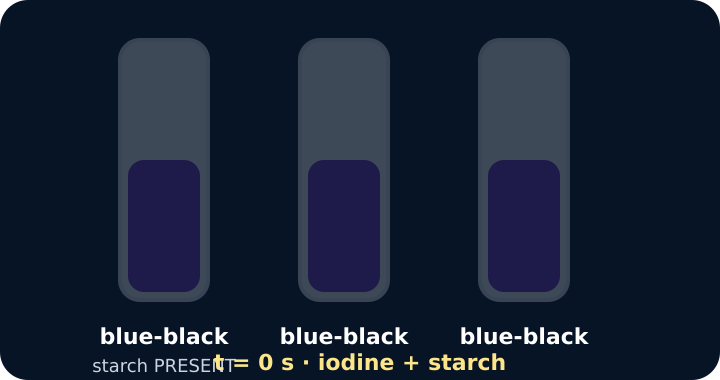 blue-black blue-black blue-black
starch PRESENT
t = 0 s · iodine + starch